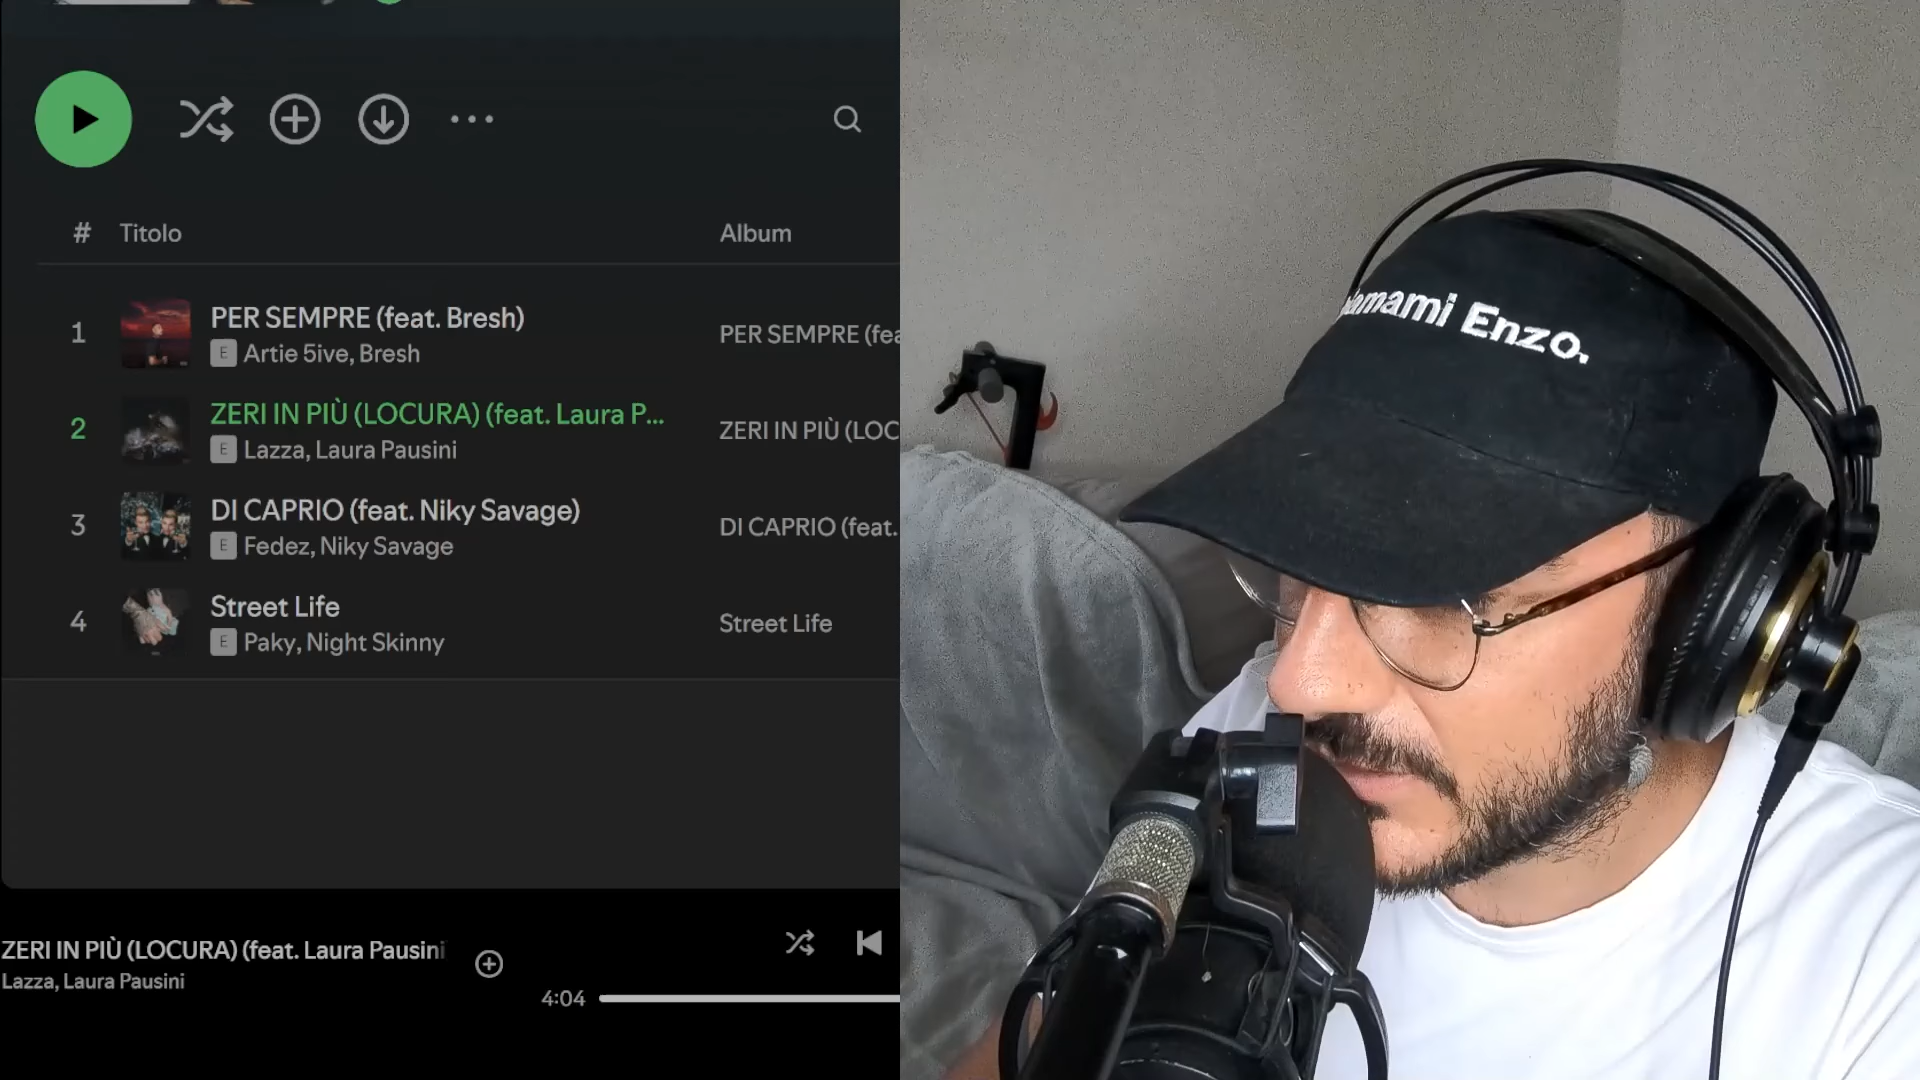 # Titolo Album
1 PER SEMPRE (feat. Bresh) PER SEMPRE (fea
E Artie 5ive, Bresh
2 ZERI IN PIÙ (LOCURA) (feat. Laura P... ZERI IN PIÙ (LOC
E Lazza, Laura Pausini
3 DI CAPRIO (feat. Niky Savage) DI CAPRIO (feat.
E Fedez, Niky Savage
4 Street Life Street Life
E Paky, Night Skinny
ZERI IN PIÙ (LOCURA) (feat. Laura Pausini
Lazza, Laura Pausini
4:04
amami Enzo.